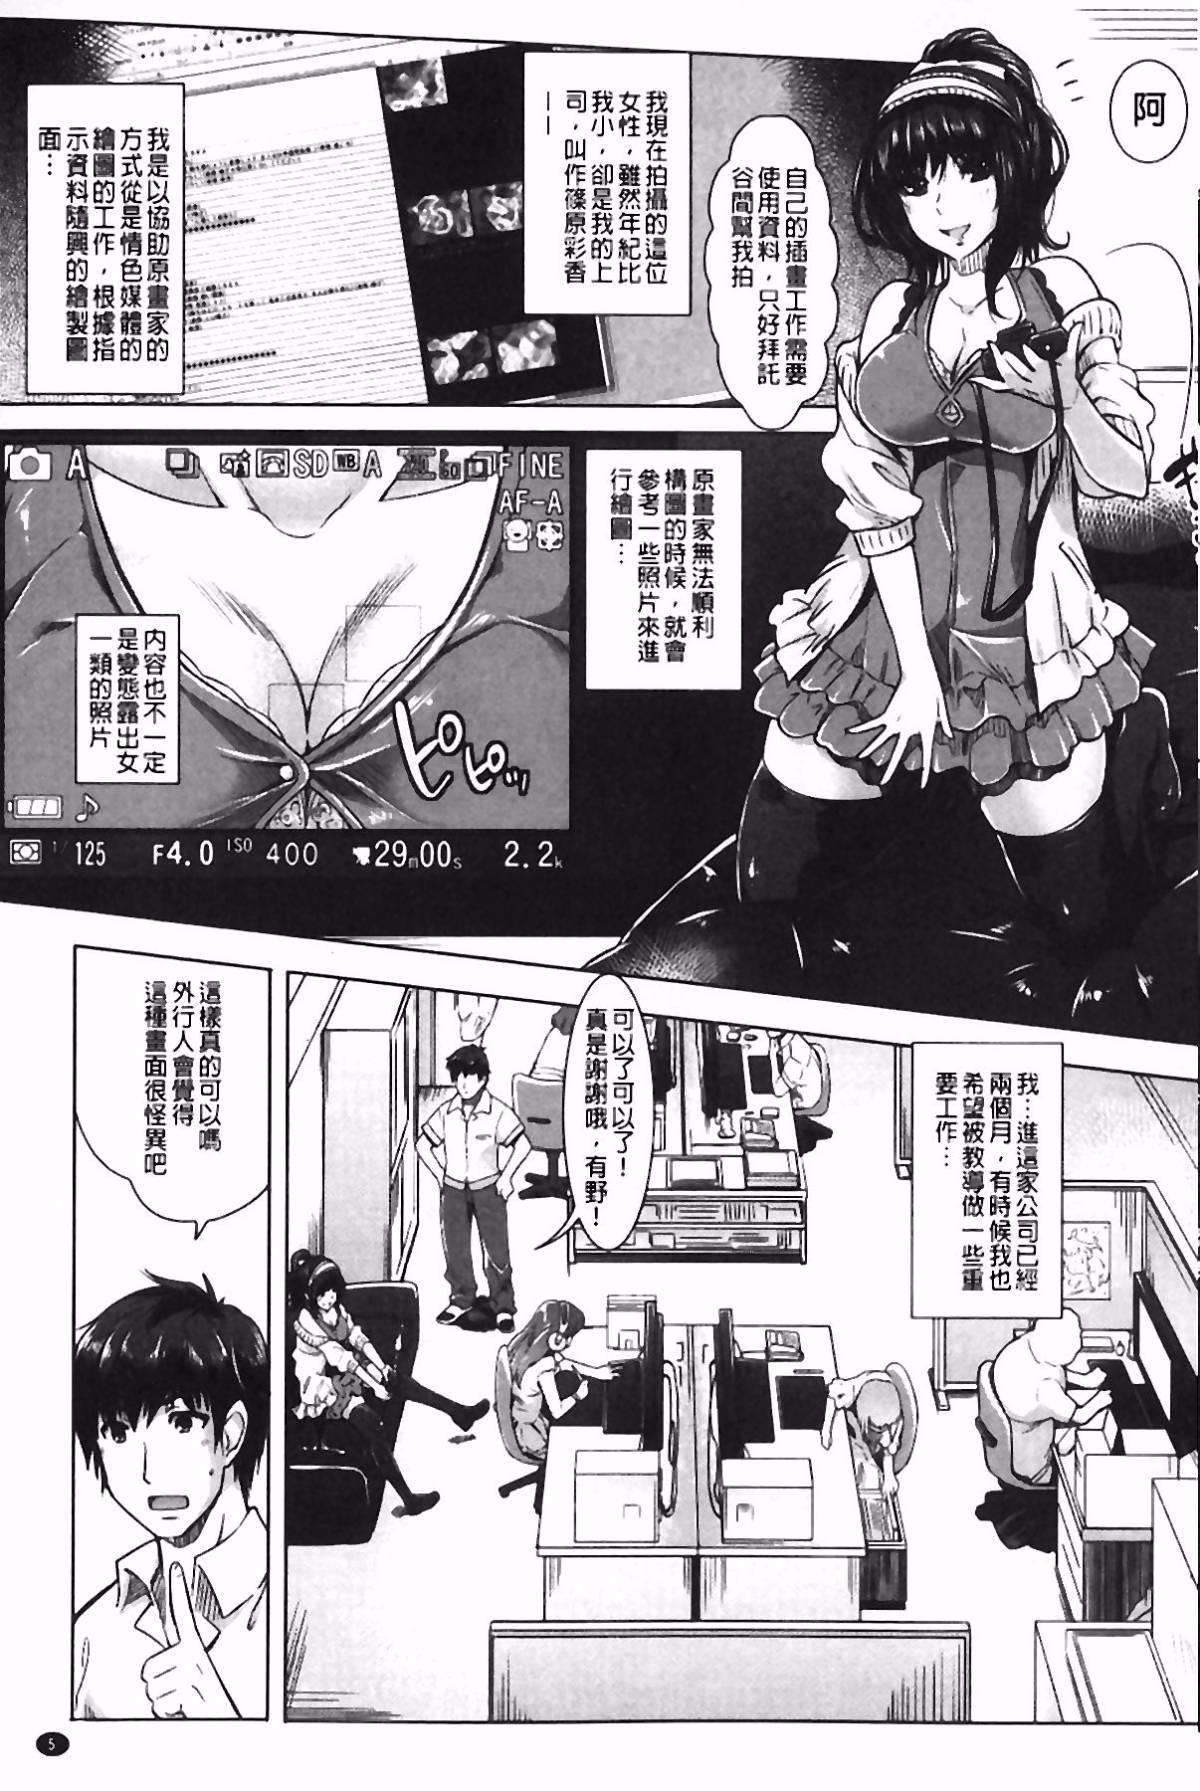 阿
自己的插畫工作需要
使用資料，只好拜託
谷間幫我拍
我現在拍攝的這位
女性，雖然年紀比
我小，卻是我的上
司，叫作篠原彩香
——
我是以協助原畫家的
方式從是情色媒體的
繪圖的工作，根據指
示資料隨興的繪製圖
面…
原畫家無法順利
構圖的時候，就會
參考一些照片來進
行繪圖…
A SD WB A FINE
AF-A
內容也不一定
是變態露出女
一類的照片
ピピッ
1/125 F4.0 ISO 400 29m00s 2.2k
我…進這家公司已經
兩個月，有時候我也
希望被教導做一些重
要工作…
可以了可以了！
真是謝謝哦，有野！
這樣真的可以嗎
外行人會覺得
這種畫面很怪異吧
5